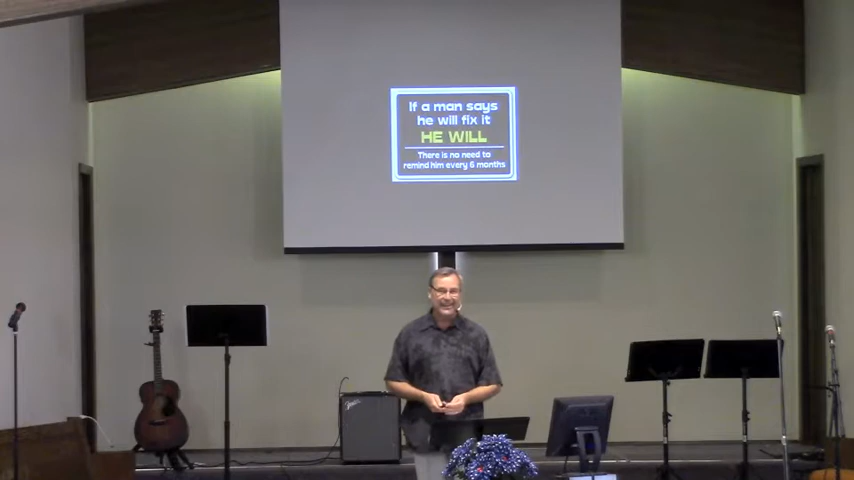 If a man says
he will fix it
HE WILL
There is no need to
remind him every 6 months
Fender